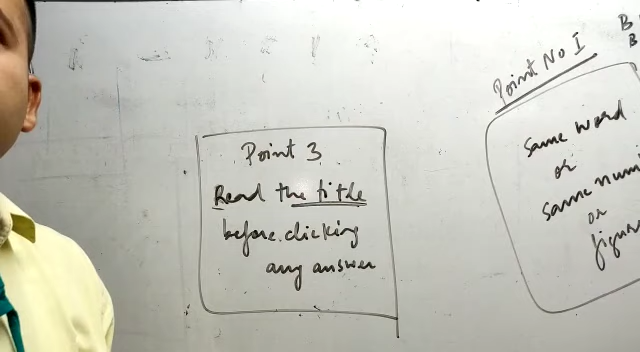 Point 3
Read the title
before clicking
any answer
Point No I
Same word
or
same num
or
figur
B
B